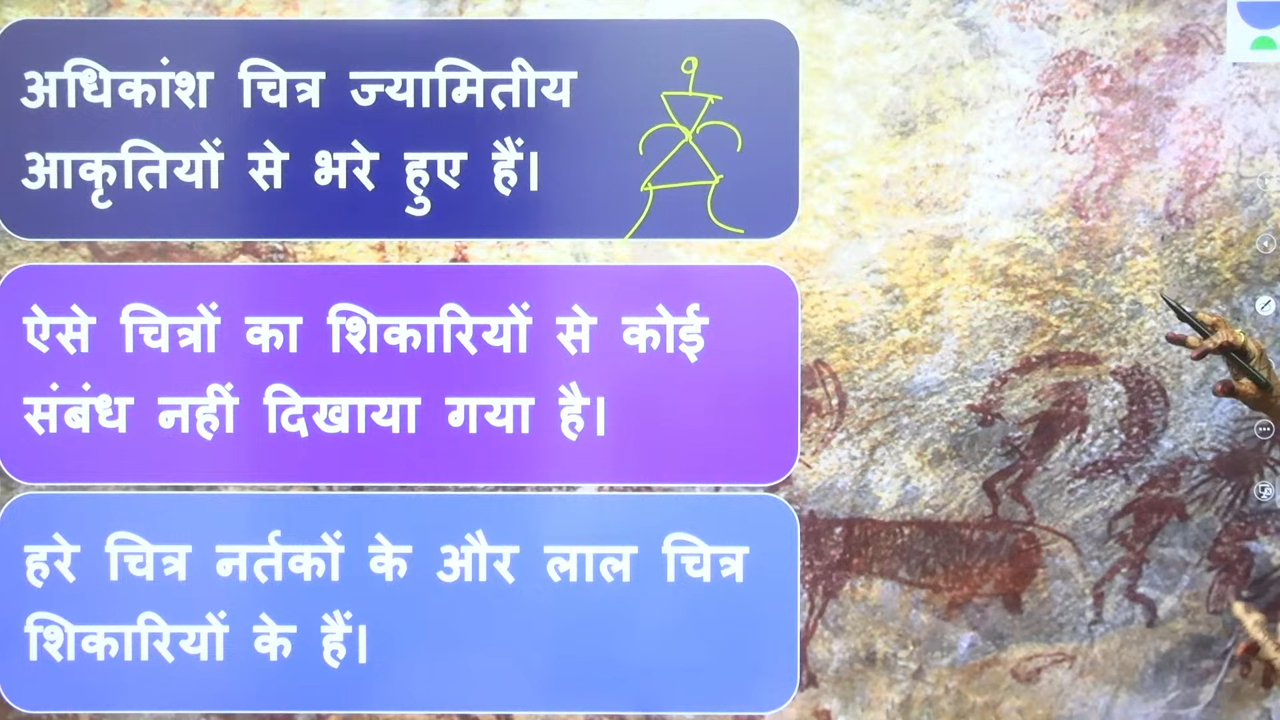 अधिकांश चित्र ज्यामितीय
आकृतियों से भरे हुए हैं।
ऐसे चित्रों का शिकारियों से कोई
संबंध नहीं दिखाया गया है।
हरे चित्र नर्तकों के और लाल चित्र
शिकारियों के हैं।